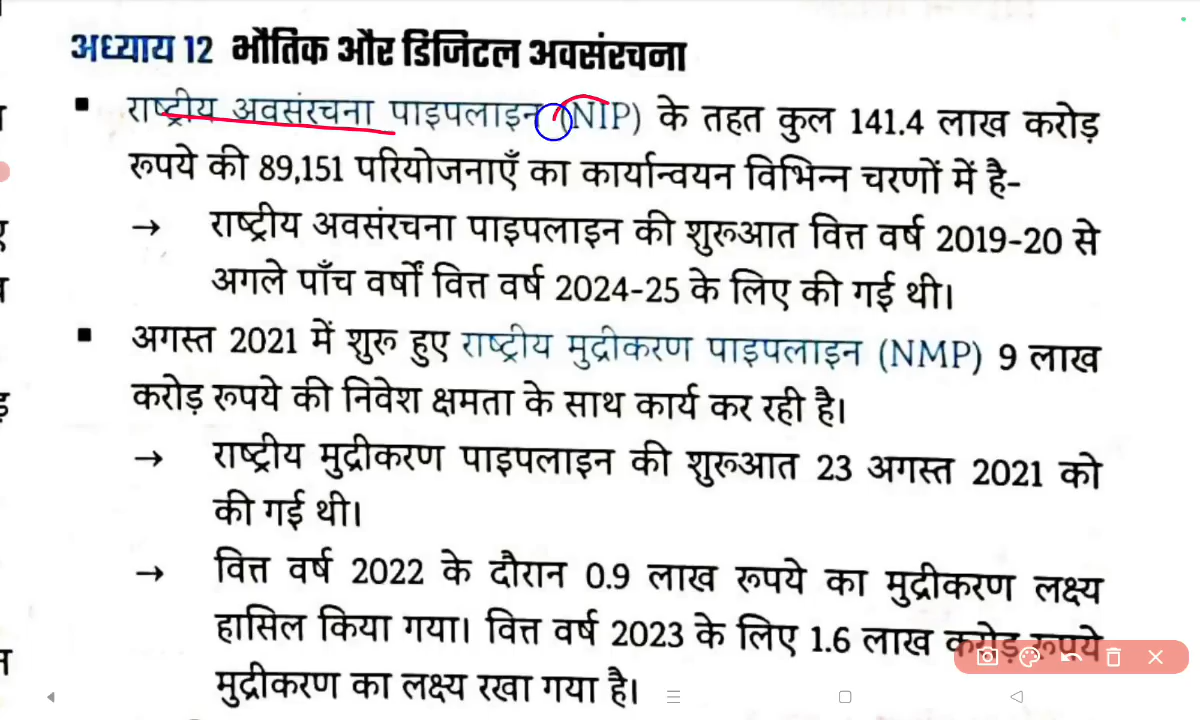 अध्याय 12 भौतिक और डिजिटल अवसंरचना
▪ राष्ट्रीय अवसंरचना पाइपलाइन (NIP) के तहत कुल 141.4 लाख करोड़
रूपये की 89,151 परियोजनाएँ का कार्यान्वयन विभिन्न चरणों में है-
→ राष्ट्रीय अवसंरचना पाइपलाइन की शुरूआत वित्त वर्ष 2019-20 से
अगले पाँच वर्षों वित्त वर्ष 2024-25 के लिए की गई थी।
▪ अगस्त 2021 में शुरू हुए राष्ट्रीय मुद्रीकरण पाइपलाइन (NMP) 9 लाख
करोड़ रूपये की निवेश क्षमता के साथ कार्य कर रही है।
→ राष्ट्रीय मुद्रीकरण पाइपलाइन की शुरूआत 23 अगस्त 2021 को
की गई थी।
→ वित्त वर्ष 2022 के दौरान 0.9 लाख रूपये का मुद्रीकरण लक्ष्य
हासिल किया गया। वित्त वर्ष 2023 के लिए 1.6 लाख करोड़ रूपये
मुद्रीकरण का लक्ष्य रखा गया है।